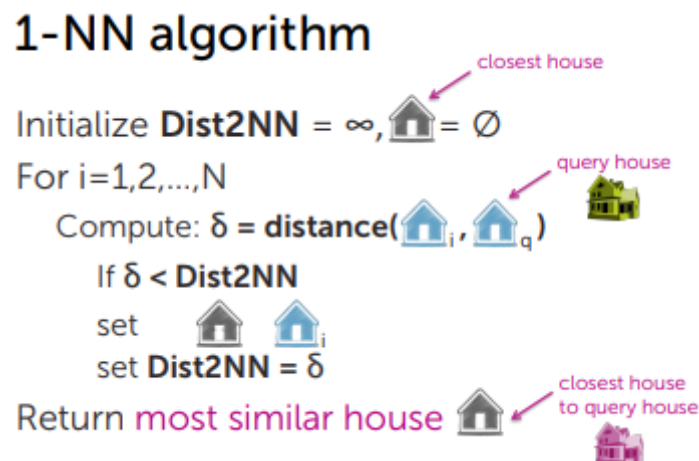 1-NN algorithm
closest house
Initialize Dist2NN = ∞, = ∅
For i=1,2,...,N
query house
Compute: δ = distance( i, q)
If δ < Dist2NN
set i
set Dist2NN = δ
closest house
to query house
Return most similar house